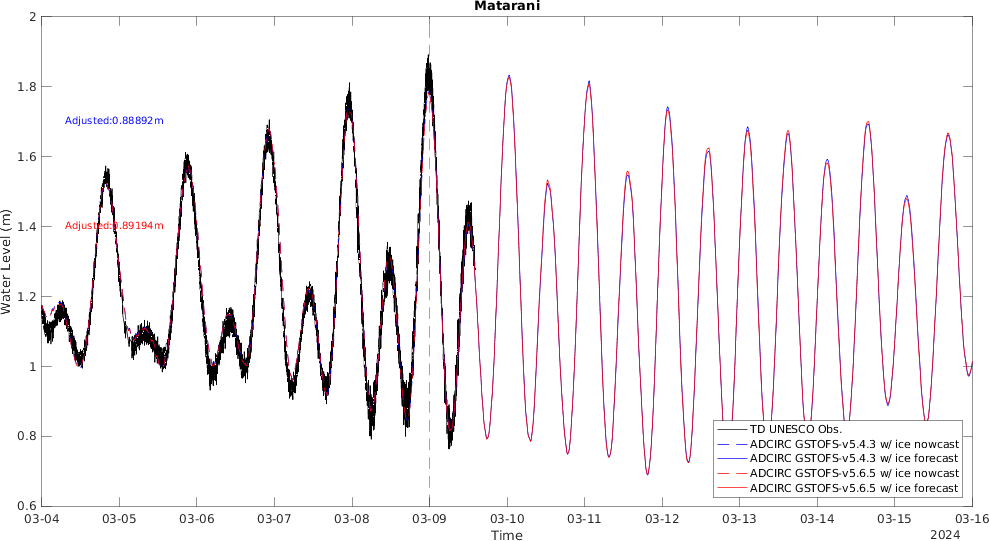 Matarani
2
1.8
1.6
1.4
1.2
1
0.8
0.6
Water Level (m)
Adjusted:0.88892m
Adjusted:0.89194m
TD UNESCO Obs.
ADCIRC GSTOFS-v5.4.3 w/ ice nowcast
ADCIRC GSTOFS-v5.4.3 w/ ice forecast
ADCIRC GSTOFS-v5.6.5 w/ ice nowcast
ADCIRC GSTOFS-v5.6.5 w/ ice forecast
03-04 03-05 03-06 03-07 03-08 03-09 03-10 03-11 03-12 03-13 03-14 03-15 03-16
Time
2024